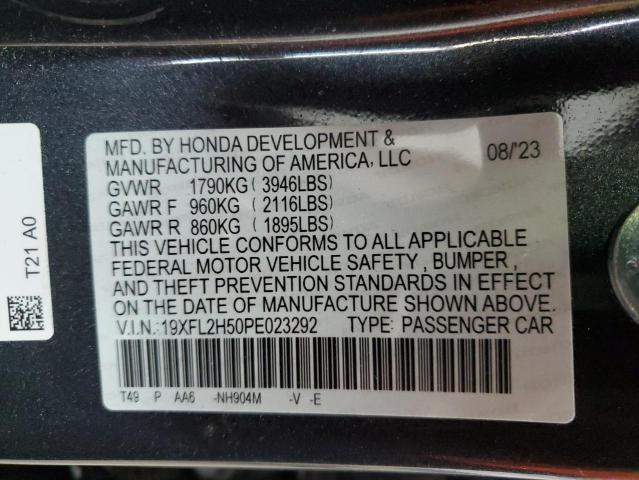 MFD. BY HONDA DEVELOPMENT &
MANUFACTURING OF AMERICA, LLC 08/'23
GVWR 1790KG (3946LBS)
GAWR F 960KG (2116LBS)
GAWR R 860KG (1895LBS)
THIS VEHICLE CONFORMS TO ALL APPLICABLE
FEDERAL MOTOR VEHICLE SAFETY , BUMPER ,
AND THEFT PREVENTION STANDARDS IN EFFECT
ON THE DATE OF MANUFACTURE SHOWN ABOVE.
V.I.N.:19XFL2H50PE023292 TYPE: PASSENGER CAR
T49 P AA6 -NH904M -V -E
T21 A0